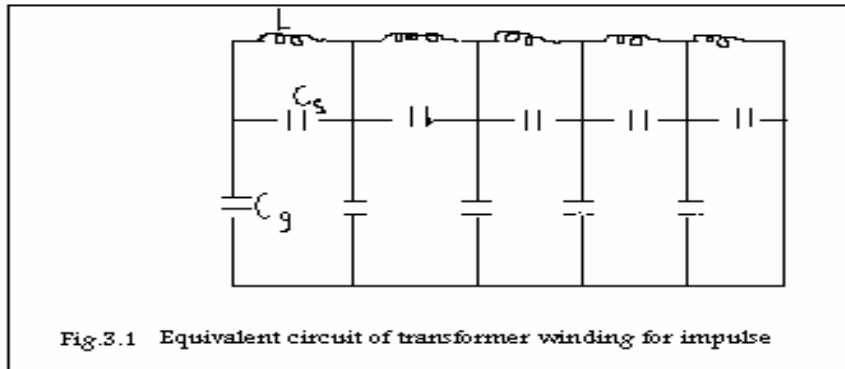 L
Cs
Cg
Fig.3.1 Equivalent circuit of transformer winding for impulse